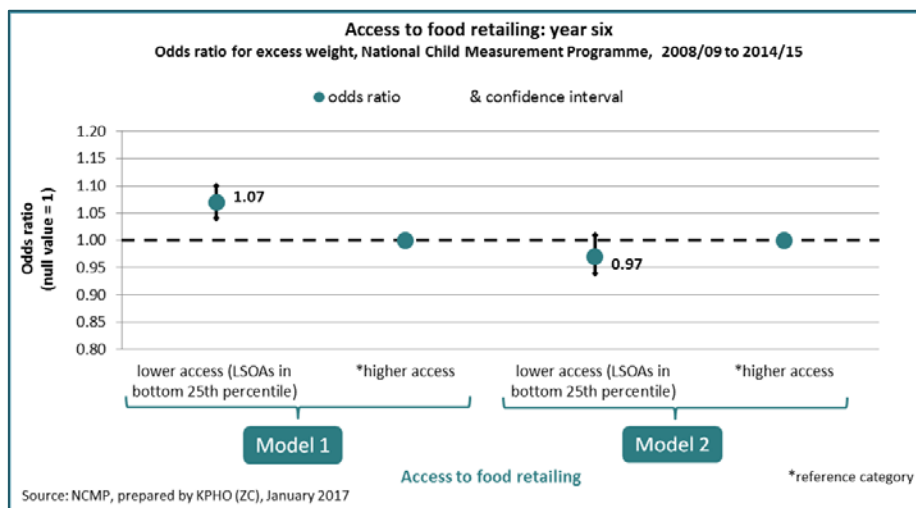 Access to food retailing: year six
Odds ratio for excess weight, National Child Measurement Programme, 2008/09 to 2014/15
odds ratio & confidence interval
1.20
1.15
1.10
1.05
1.00
0.95
0.90
0.85
0.80
Odds ratio
(null value = 1)
1.07
0.97
lower access (LSOAs in
bottom 25th percentile)
*higher access
lower access (LSOAs in
bottom 25th percentile)
*higher access
Model 1
Model 2
Access to food retailing
*reference category
Source: NCMP, prepared by KPHO (ZC), January 2017